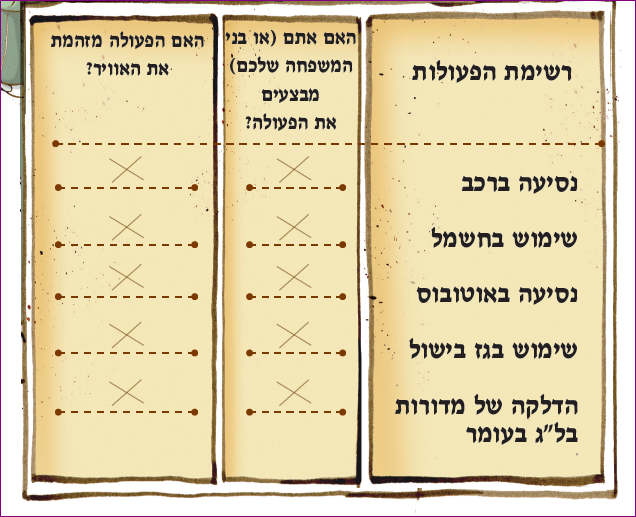 רשימת הפעולות
האם אתם (או בני
המשפחה שלכם)
מבצעים
את הפעולה?
האם הפעולה מזהמת
את האוויר?
נסיעה ברכב
שימוש בחשמל
נסיעה באוטובוס
שימוש בגז בישול
הדלקה של מדורות
בל״ג בעומר